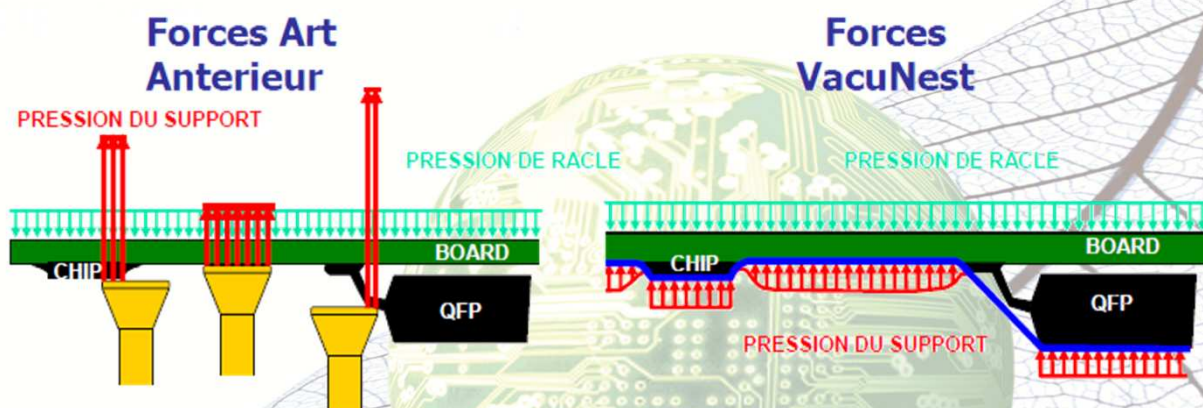 Forces Art
Anterieur
PRESSION DU SUPPORT
PRESSION DE RACLE
BOARD
CHIP
QFP
Forces
VacuNest
PRESSION DE RACLE
BOARD
CHIP
QFP
PRESSION DU SUPPORT